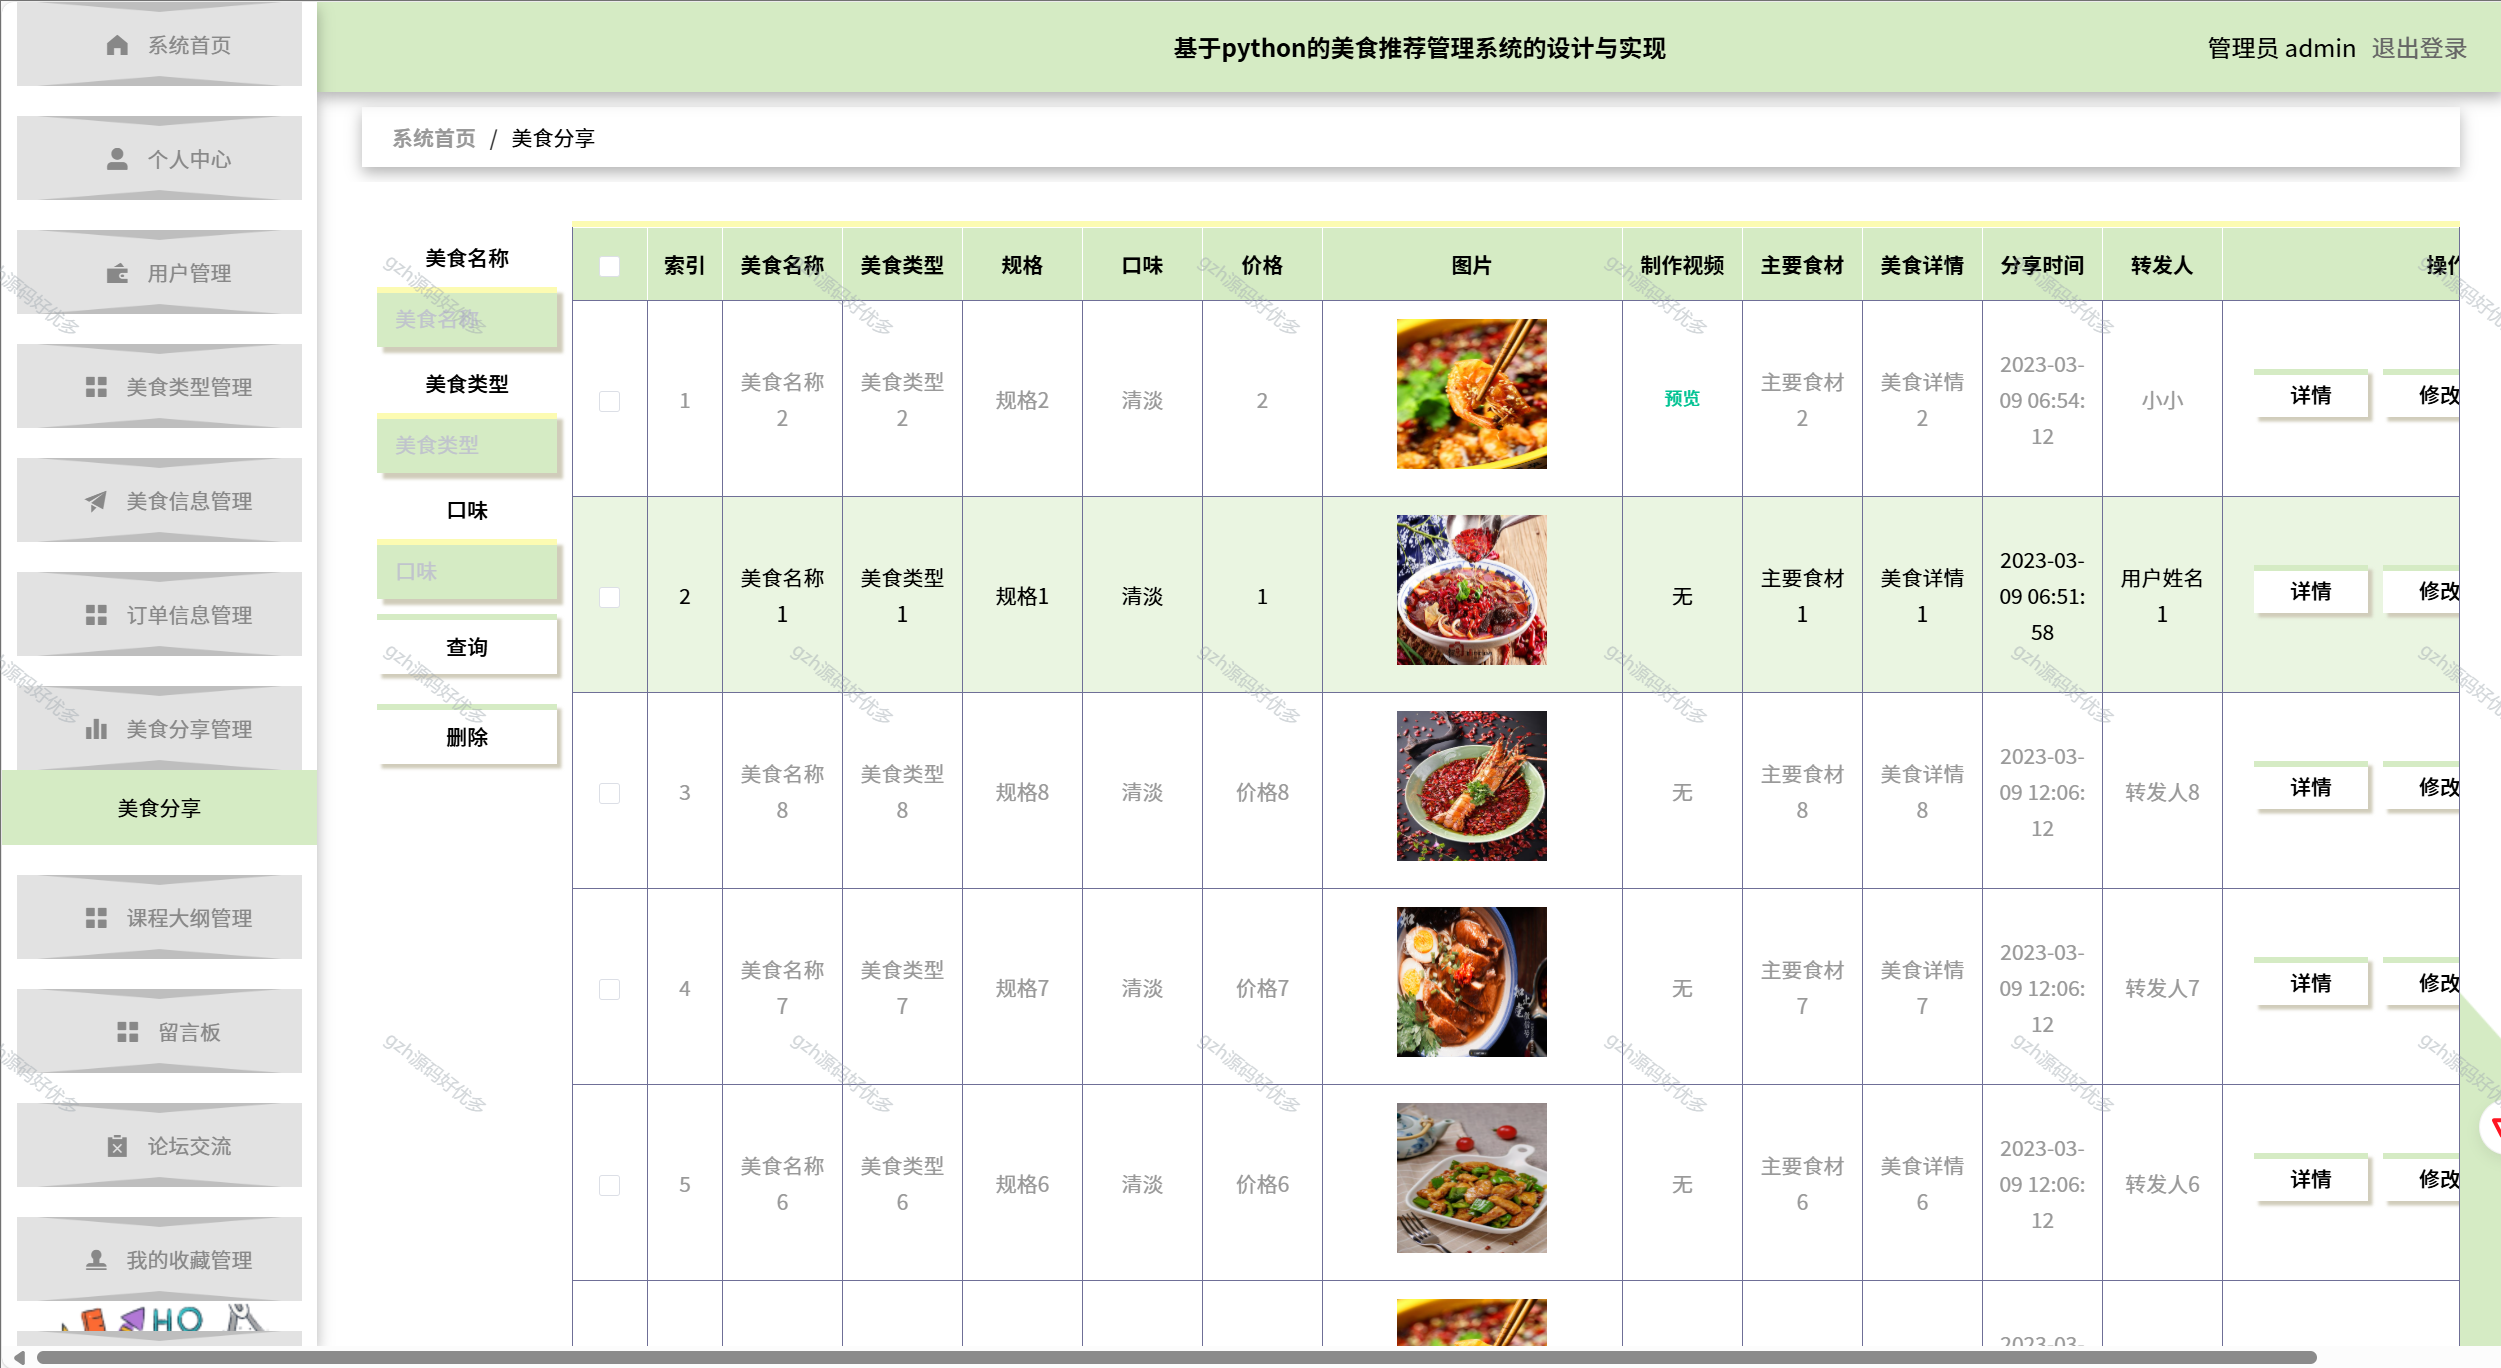 基于python的美食推荐管理系统的设计与实现
管理员 admin 退出登录
系统首页
个人中心
用户管理
美食类型管理
美食信息管理
订单信息管理
美食分享管理
美食分享
课程大纲管理
留言板
论坛交流
我的收藏管理
HO
系统首页 / 美食分享
美食名称
美食名称
美食类型
美食类型
口味
口味
查询
删除
索引 美食名称 美食类型 规格 口味 价格 图片 制作视频 主要食材 美食详情 分享时间 转发人 操作
1 美食名称2 美食类型2 规格2 清淡 2 预览 主要食材2 美食详情2 2023-03-09 06:54:12 小小 详情 修改
2 美食名称1 美食类型1 规格1 清淡 1 无 主要食材1 美食详情1 2023-03-09 06:51:58 用户姓名1 详情 修改
3 美食名称8 美食类型8 规格8 清淡 价格8 无 主要食材8 美食详情8 2023-03-09 12:06:12 转发人8 详情 修改
4 美食名称7 美食类型7 规格7 清淡 价格7 无 主要食材7 美食详情7 2023-03-09 12:06:12 转发人7 详情 修改
5 美食名称6 美食类型6 规格6 清淡 价格6 无 主要食材6 美食详情6 2023-03-09 12:06:12 转发人6 详情 修改
2023-03-
gzh源码好优多